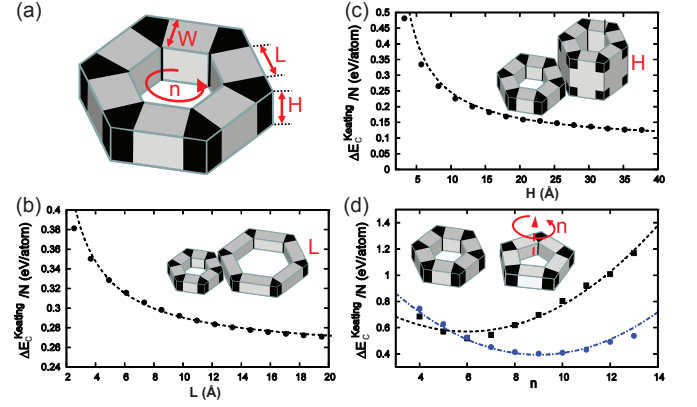 (a)
W
L
n
H
(b)
ΔE_C^Keating/N (eV/atom)
0.4
0.38
0.36
0.34
0.32
0.3
0.28
0.26
2
4
6
8
10
12
14
16
18
20
L (Å)
L
(c)
ΔE_C^Keating/N (eV/atom)
0.5
0.45
0.4
0.35
0.3
0.25
0.2
0.15
0.1
0.05
0
5
10
15
20
25
30
35
40
H (Å)
H
(d)
ΔE_C^Keating/N (eV/atom)
1.4
1.2
1
0.8
0.6
0.4
4
6
8
10
12
14
n
n